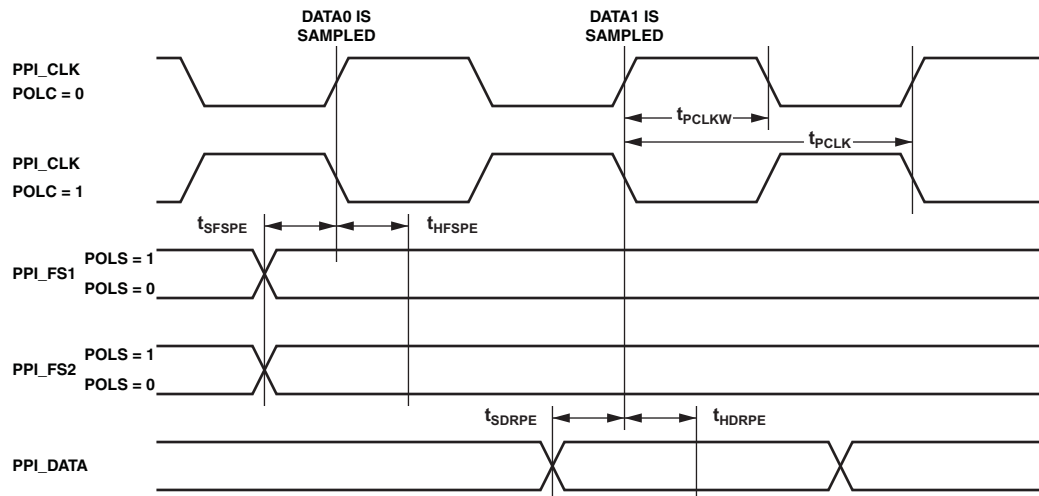 DATA0 IS
SAMPLED
DATA1 IS
SAMPLED
PPI_CLK
POLC = 0
tPCLKW
tPCLK
PPI_CLK
POLC = 1
tSFSPE
tHFSPE
POLS = 1
PPI_FS1
POLS = 0
POLS = 1
PPI_FS2
POLS = 0
tSDRPE
tHDRPE
PPI_DATA